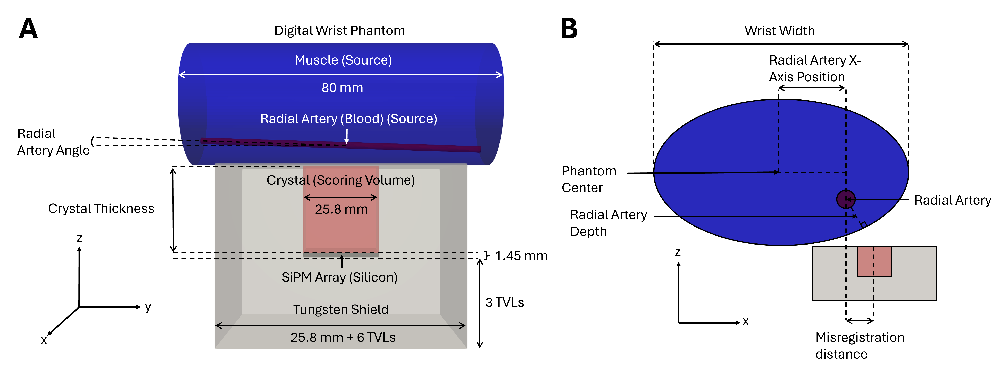 A
Digital Wrist Phantom
Muscle (Source)
80 mm
Radial Artery (Blood) (Source)
Radial
Artery Angle
Crystal (Scoring Volume)
25.8 mm
Crystal Thickness
1.45 mm
SiPM Array (Silicon)
3 TVLs
Tungsten Shield
25.8 mm + 6 TVLs
z
y
x
B
Wrist Width
Radial Artery X-
Axis Position
Phantom
Center
Radial Artery
Radial Artery
Depth
z
x
Misregistration
distance